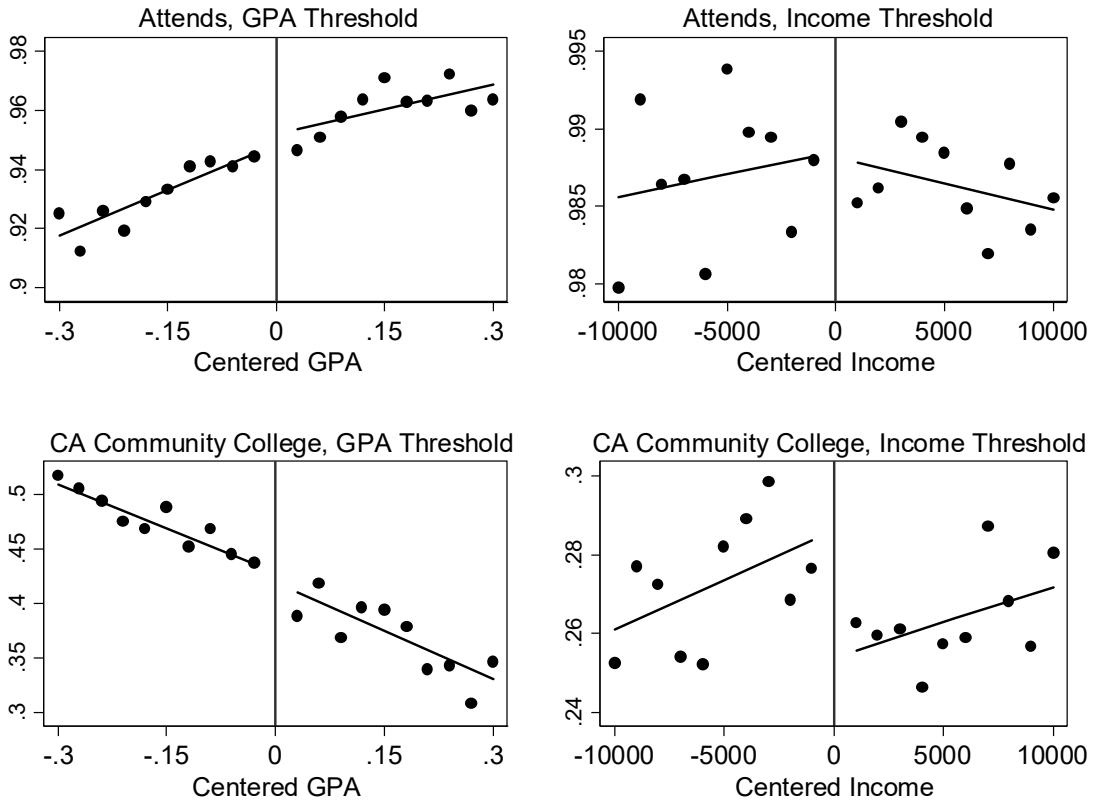 Attends, GPA Threshold
.98
.96
.94
.92
.9
-.3 -.15 0 .15 .3
Centered GPA
Attends, Income Threshold
.995
.99
.985
.98
-10000 -5000 0 5000 10000
Centered Income
CA Community College, GPA Threshold
.5
.45
.4
.35
.3
-.3 -.15 0 .15 .3
Centered GPA
CA Community College, Income Threshold
.3
.28
.26
.24
-10000 -5000 0 5000 10000
Centered Income